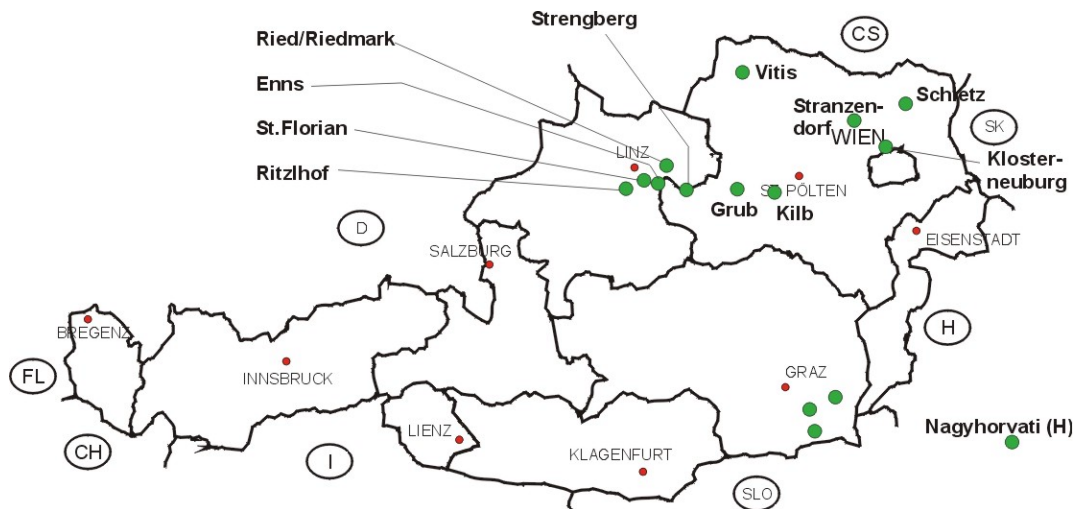 Strengberg
CS
Ried/Riedmark
Enns
St.Florian
Ritzlhof
Vitis
Schletz
Stranzen-
dorf
WIEN
SK
Kloster-
neuburg
LINZ
ST. PÖLTEN
Grub
Kilb
D
SALZBURG
EISENSTADT
BREGENZ
H
FL
INNSBRUCK
GRAZ
CH
LIENZ
I
KLAGENFURT
Nagyhorvati (H)
SLO